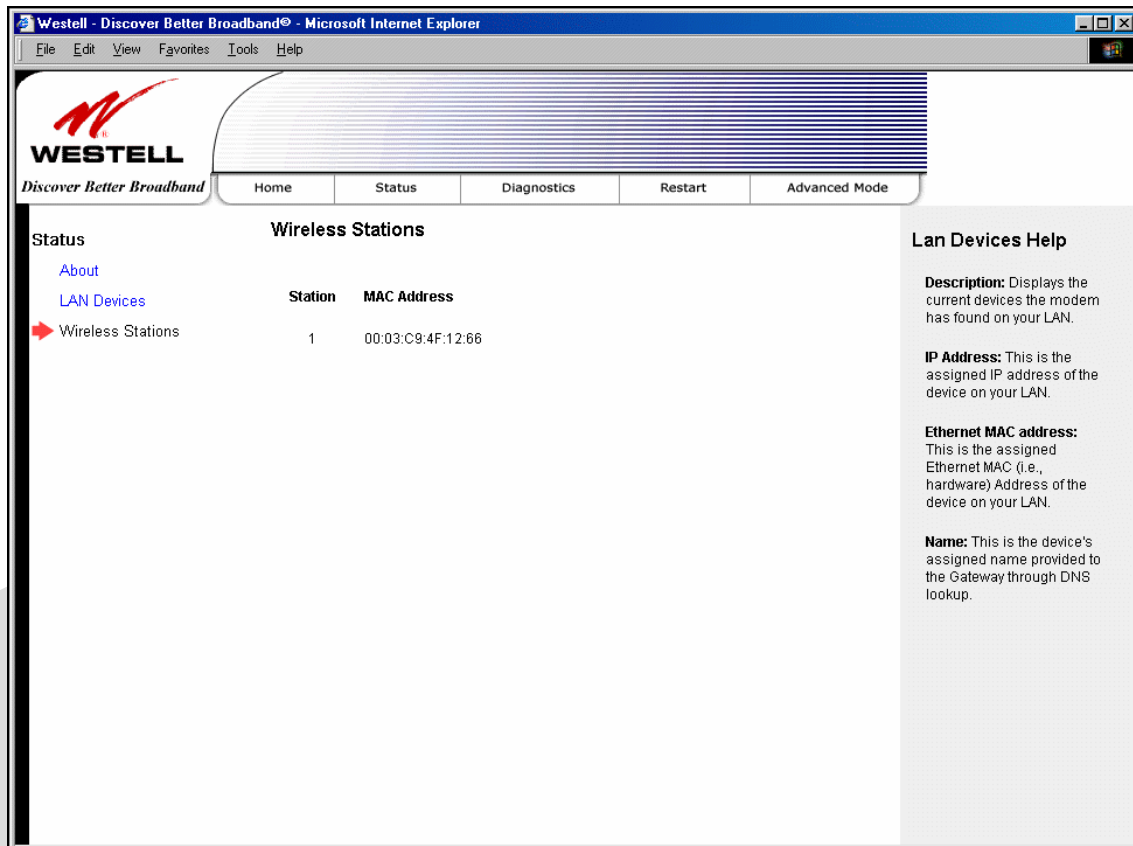 Westell - Discover Better Broadband® - Microsoft Internet Explorer
File Edit View Favorites Tools Help
WESTELL
Discover Better Broadband
Home Status Diagnostics Restart Advanced Mode
Status
About
LAN Devices
Wireless Stations
Wireless Stations
Station MAC Address
1 00:03:C9:4F:12:66
Lan Devices Help
Description: Displays the
current devices the modem
has found on your LAN.
IP Address: This is the
assigned IP address of the
device on your LAN.
Ethernet MAC address:
This is the assigned
Ethernet MAC (i.e.,
hardware) Address of the
device on your LAN.
Name: This is the device's
assigned name provided to
the Gateway through DNS
lookup.